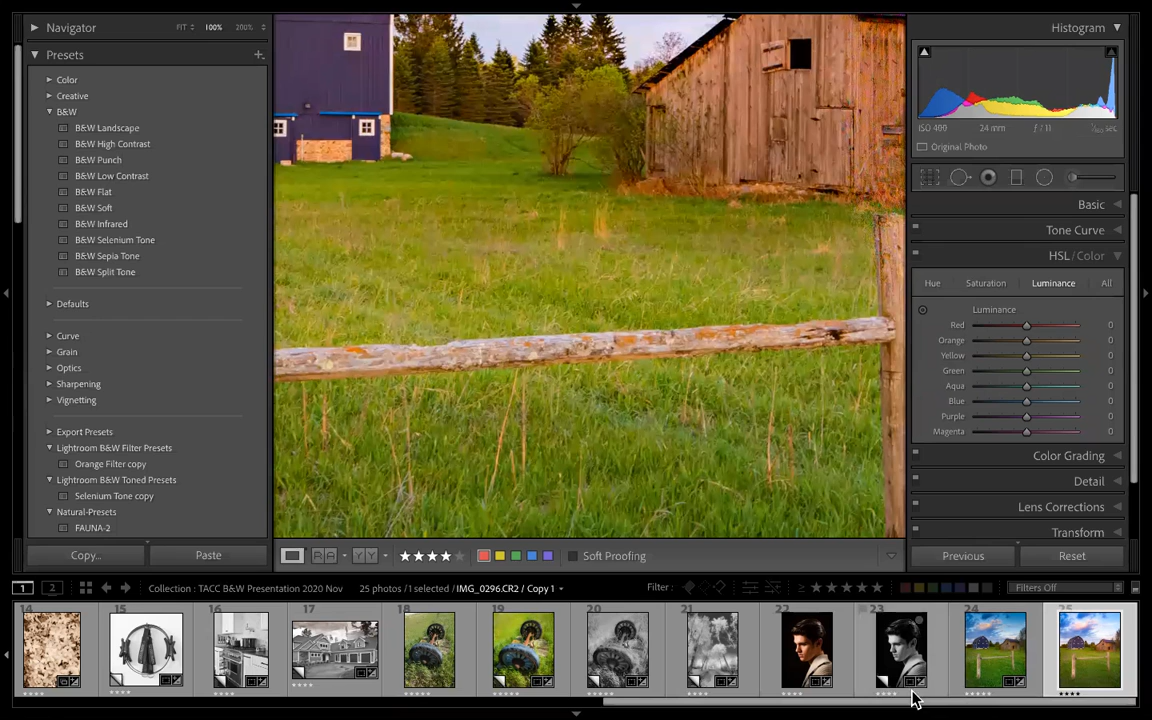 Navigator FIT 100% 200%
Presets
Color
Creative
B&W
B&W Landscape
B&W High Contrast
B&W Punch
B&W Low Contrast
B&W Flat
B&W Soft
B&W Infrared
B&W Selenium Tone
B&W Sepia Tone
B&W Split Tone
Defaults
Curve
Grain
Optics
Sharpening
Vignetting
Export Presets
Lightroom B&W Filter Presets
Orange Filter copy
Lightroom B&W Toned Presets
Selenium Tone copy
Natural-Presets
FAUNA-2
Copy... Paste
Soft Proofing
Histogram
ISO 400 24 mm ƒ / 11
Original Photo
Basic
Tone Curve
HSL / Color
Hue Saturation Luminance All
Luminance
Red 0
Orange 0
Yellow 0
Green 0
Aqua 0
Blue 0
Purple 0
Magenta 0
Color Grading
Detail
Lens Corrections
Transform
Previous Reset
1 2 Collection : TACC B&W Presentation 2020 Nov 25 photos / 1 selected / IMG_0296.CR2 / Copy 1 Filter : Filters Off
14 15 16 17 18 19 20 21 22 23 24 25